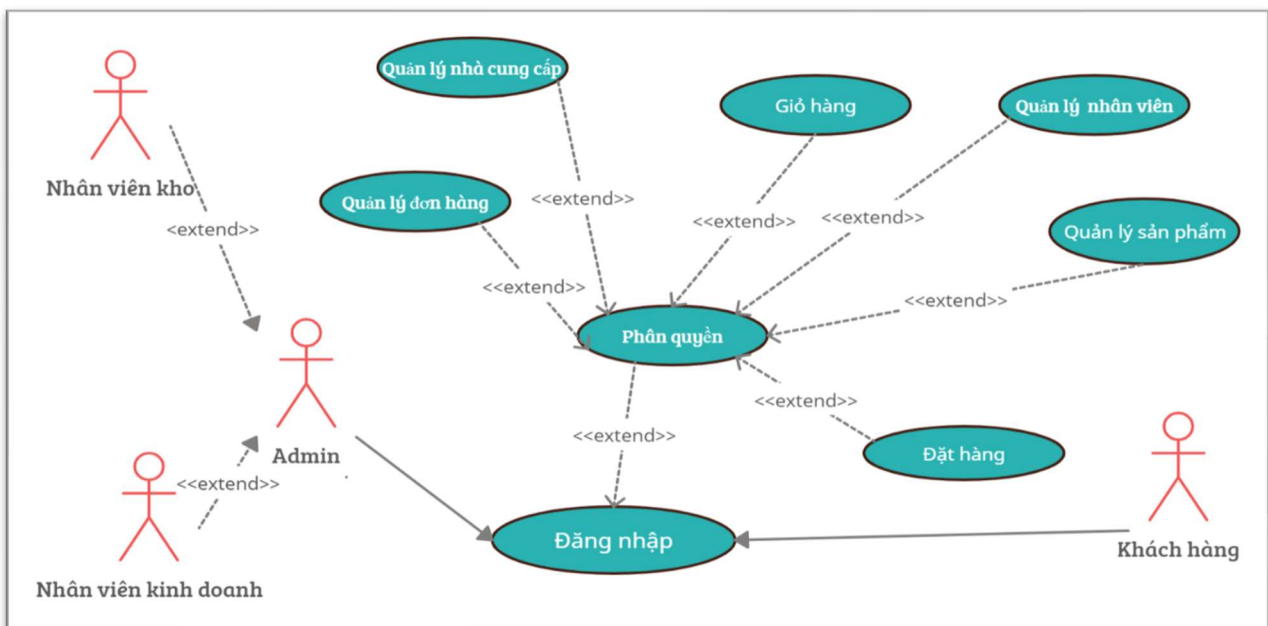 Quản lý nhà cung cấp
Giỏ hàng
Quản lý nhân viên
Nhân viên kho
<<extend>>
Quản lý đơn hàng
<<extend>>
<<extend>>
<extend>>
Quản lý sản phẩm
<<extend>>
<<extend>>
Phân quyền
<<extend>>
<<extend>>
Admin
Đặt hàng
<<extend>>
Đăng nhập
Khách hàng
Nhân viên kinh doanh